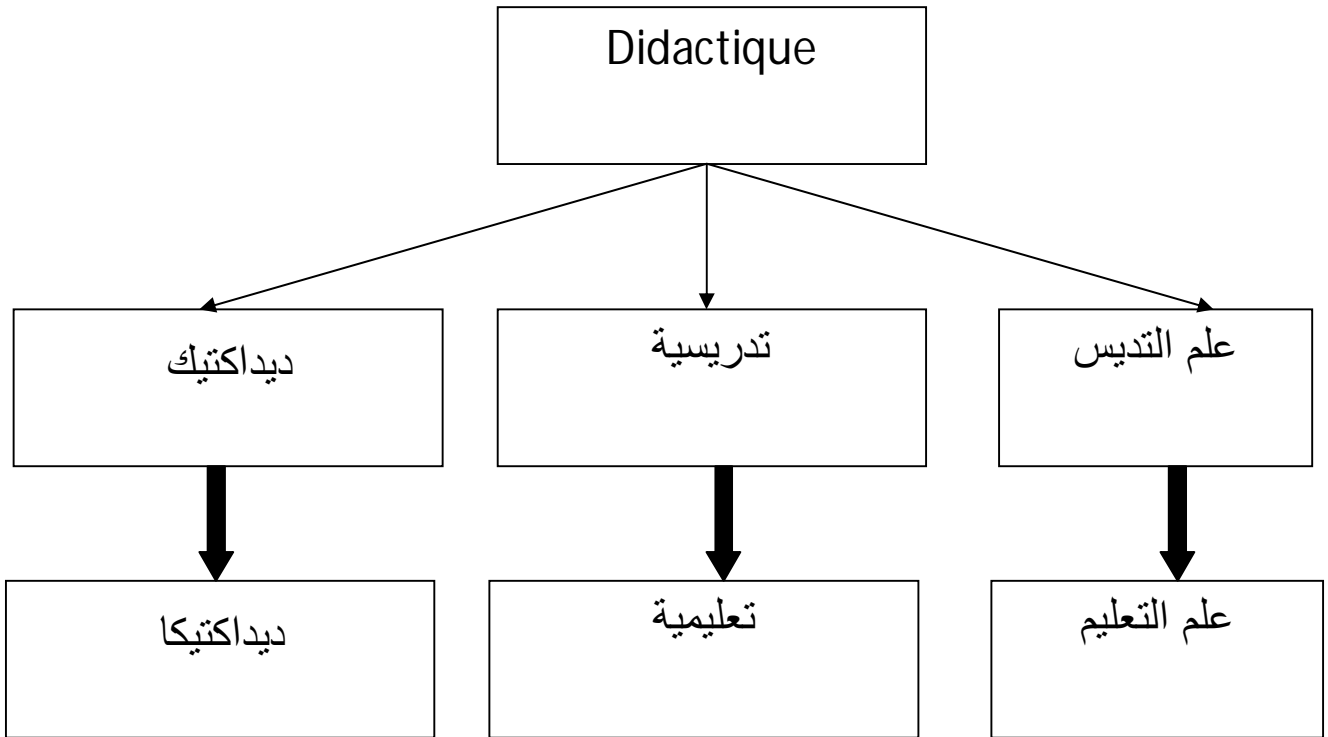 Didactique
علم التديس
تدريسية
ديداكتيك
علم التعليم
تعليمية
ديداكتيكا